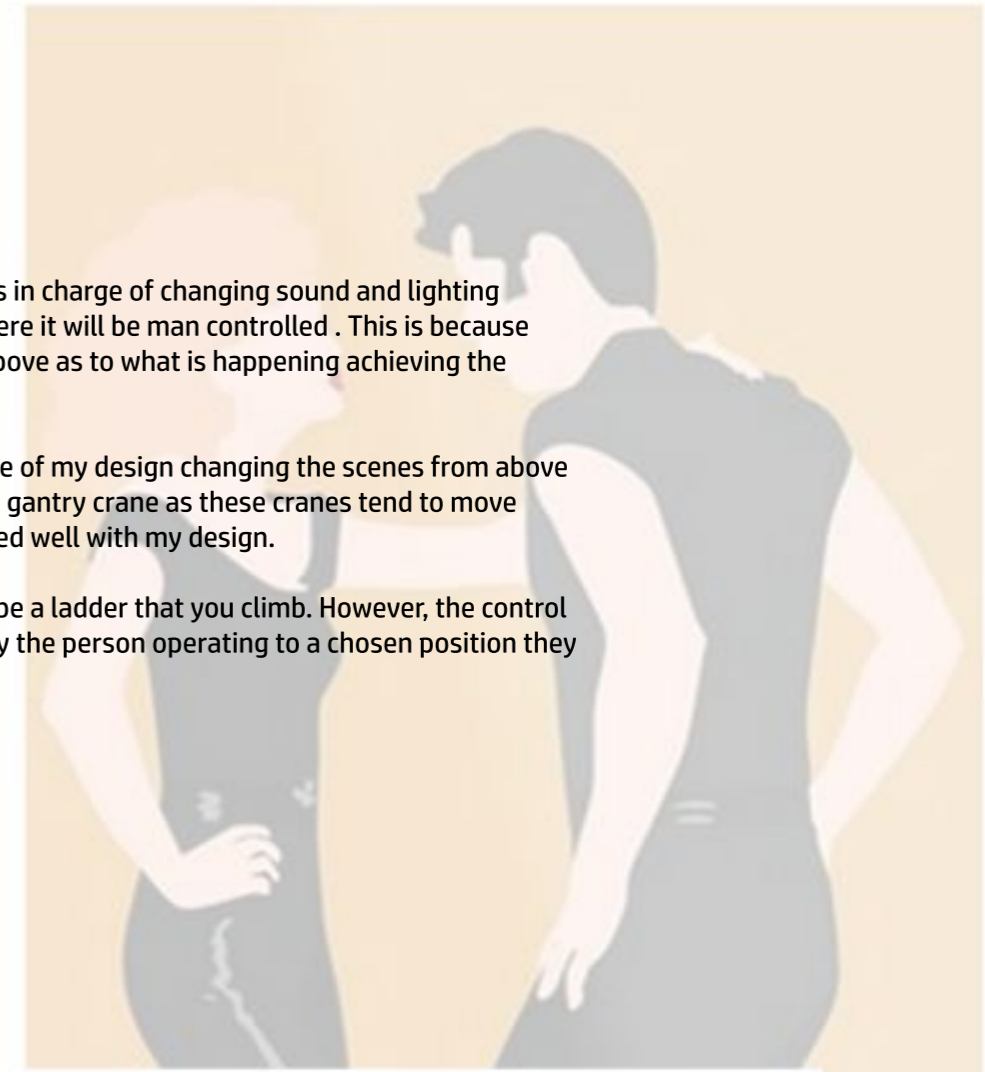 s in charge of changing sound and lighting
ere it will be man controlled . This is because
bove as to what is happening achieving the
e of my design changing the scenes from above
gantry crane as these cranes tend to move
ed well with my design.
be a ladder that you climb. However, the control
y the person operating to a chosen position they